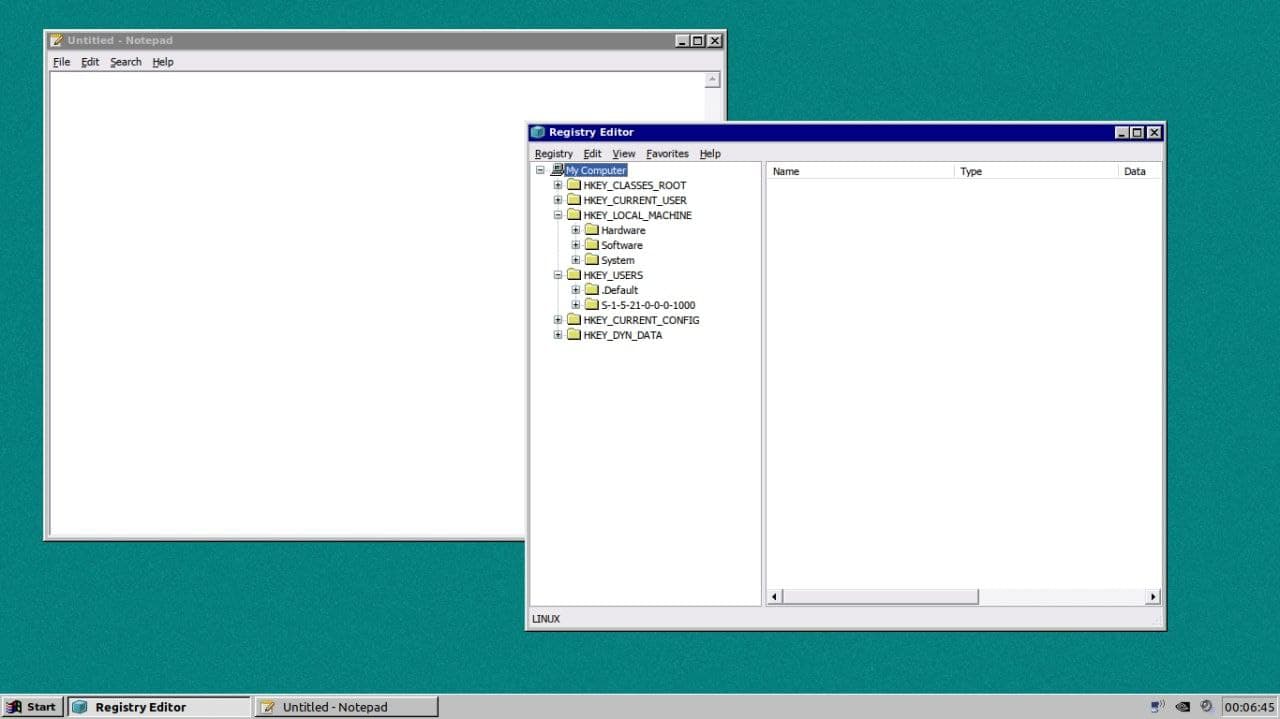 Untitled - Notepad
File Edit Search Help
Registry Editor
Registry Edit View Favorites Help
My Computer
HKEY_CLASSES_ROOT
HKEY_CURRENT_USER
HKEY_LOCAL_MACHINE
Hardware
Software
System
HKEY_USERS
.Default
S-1-5-21-0-0-0-1000
HKEY_CURRENT_CONFIG
HKEY_DYN_DATA
Name Type Data
LINUX
Start Registry Editor Untitled - Notepad 00:06:45